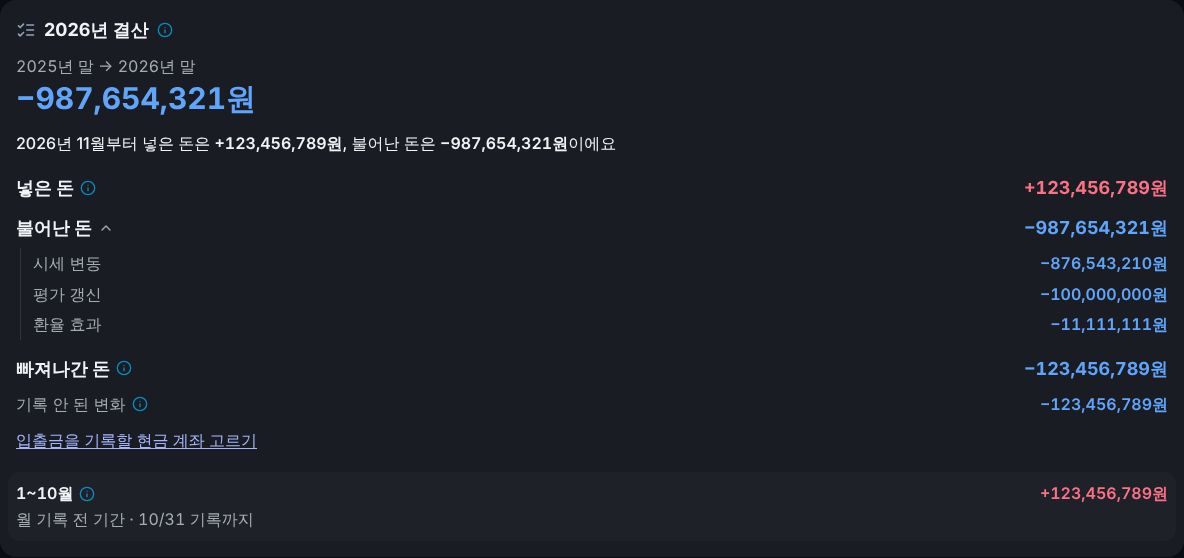 2026년 결산
2025년 말 → 2026년 말
−987,654,321원
2026년 11월부터 넣은 돈은 +123,456,789원, 불어난 돈은 −987,654,321원이에요
넣은 돈 +123,456,789원
불어난 돈 −987,654,321원
시세 변동 −876,543,210원
평가 갱신 −100,000,000원
환율 효과 −11,111,111원
빠져나간 돈 −123,456,789원
기록 안 된 변화 −123,456,789원
입출금을 기록할 현금 계좌 고르기
1~10월 +123,456,789원
월 기록 전 기간 · 10/31 기록까지